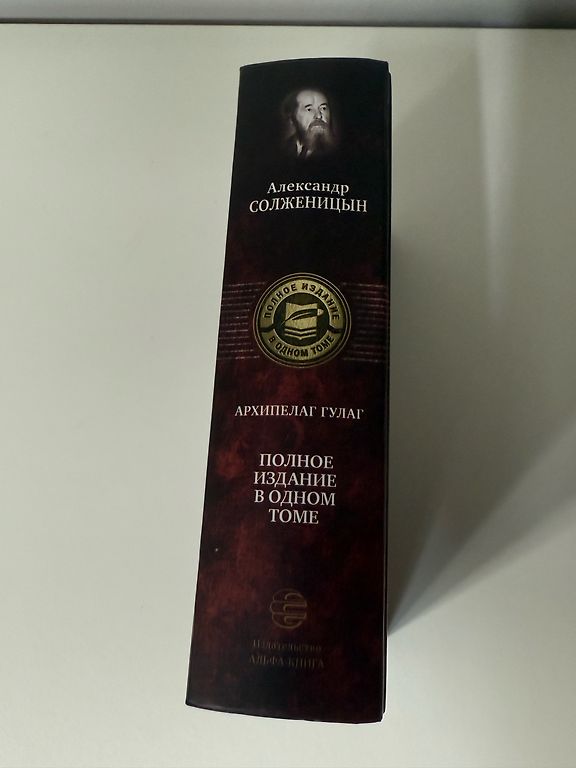 Александр
СОЛЖЕНИЦЫН
ПОЛНОЕ ИЗДАНИЕ
В ОДНОМ ТОМЕ
АРХИПЕЛАГ ГУЛАГ
ПОЛНОЕ
ИЗДАНИЕ
В ОДНОМ
ТОМЕ
Издательство
АЛЬФА-КНИГА